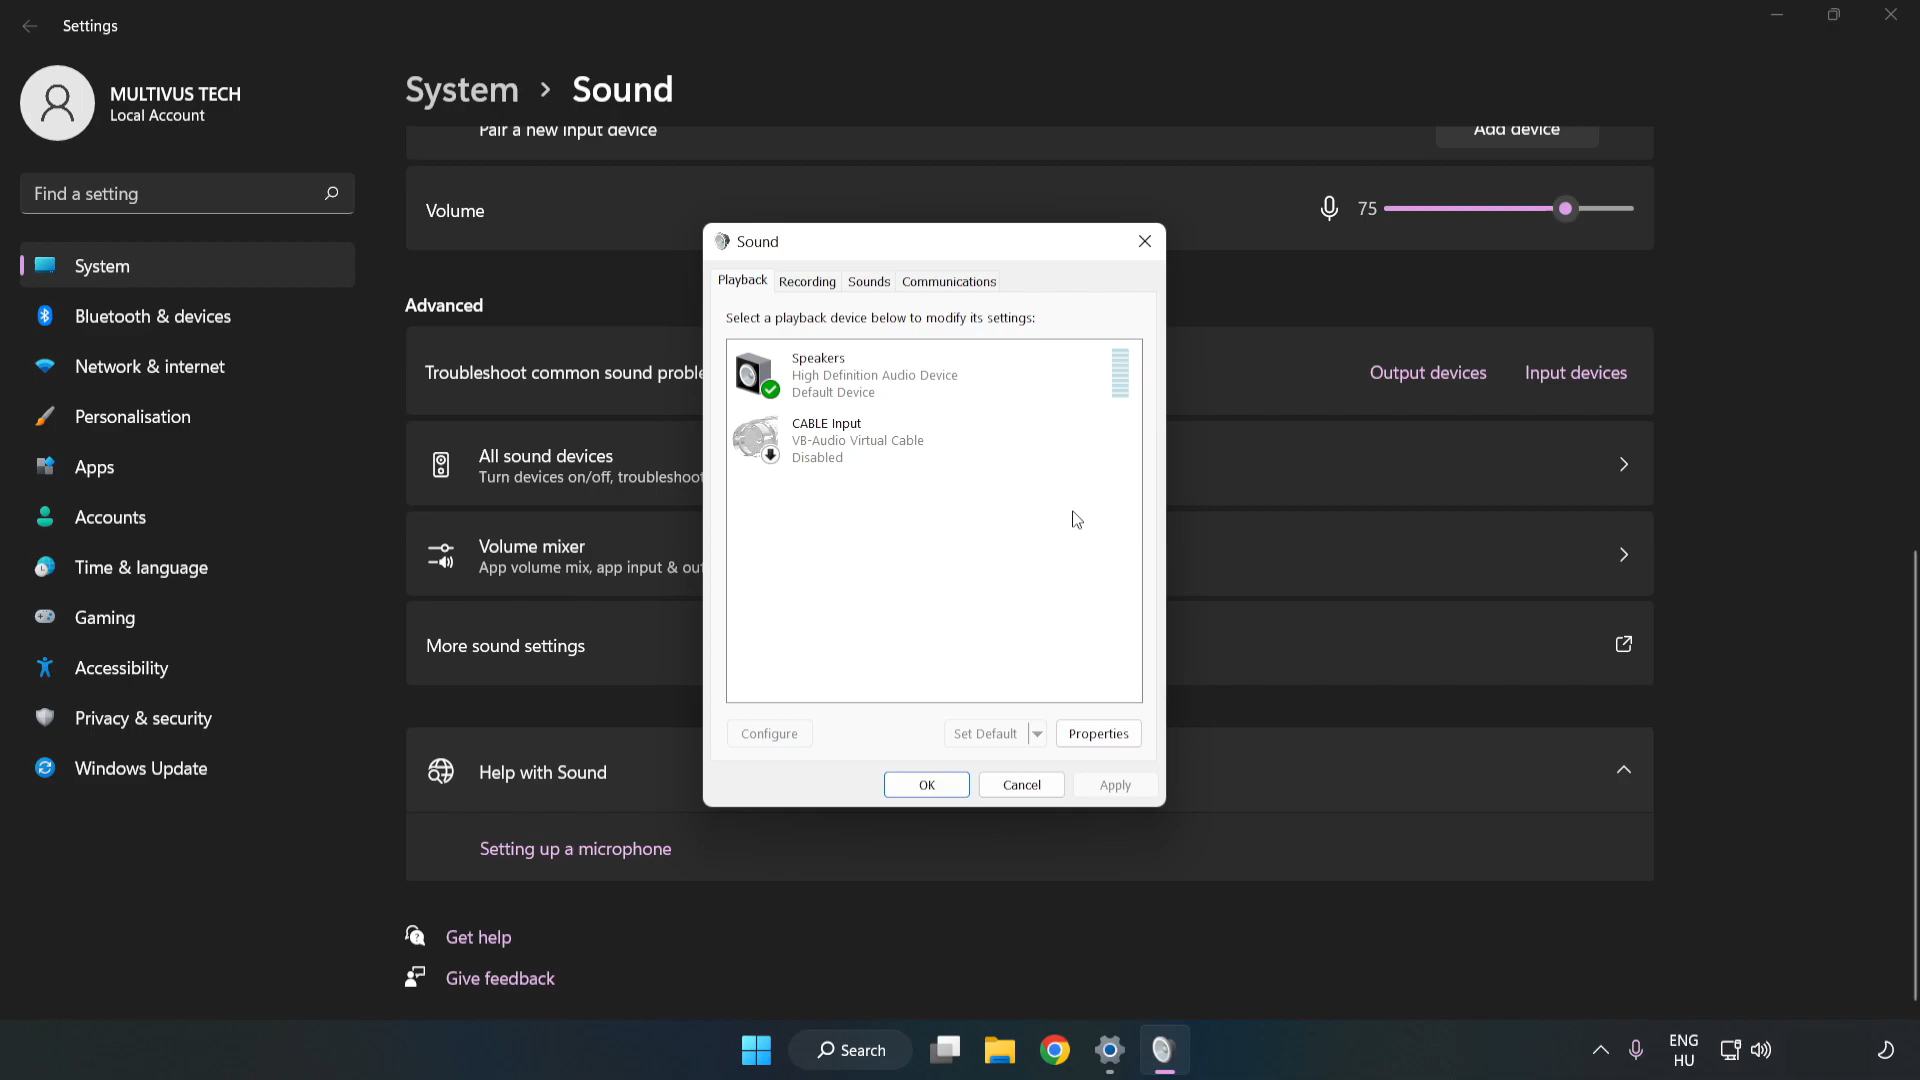 Settings
MULTIVUS TECH
Local Account
Find a setting
System
Bluetooth & devices
Network & internet
Personalisation
Apps
Accounts
Time & language
Gaming
Accessibility
Privacy & security
Windows Update
System > Sound
Pair a new input device
Add device
Volume
75
Advanced
Troubleshoot common sound proble
Output devices
Input devices
All sound devices
Turn devices on/off, troubleshoot
Volume mixer
App volume mix, app input & ou
More sound settings
Help with Sound
Setting up a microphone
Get help
Give feedback
Sound
Playback
Recording
Sounds
Communications
Select a playback device below to modify its settings:
Speakers
High Definition Audio Device
Default Device
CABLE Input
VB-Audio Virtual Cable
Disabled
Configure
Set Default
Properties
OK
Cancel
Apply
Search
ENG
HU